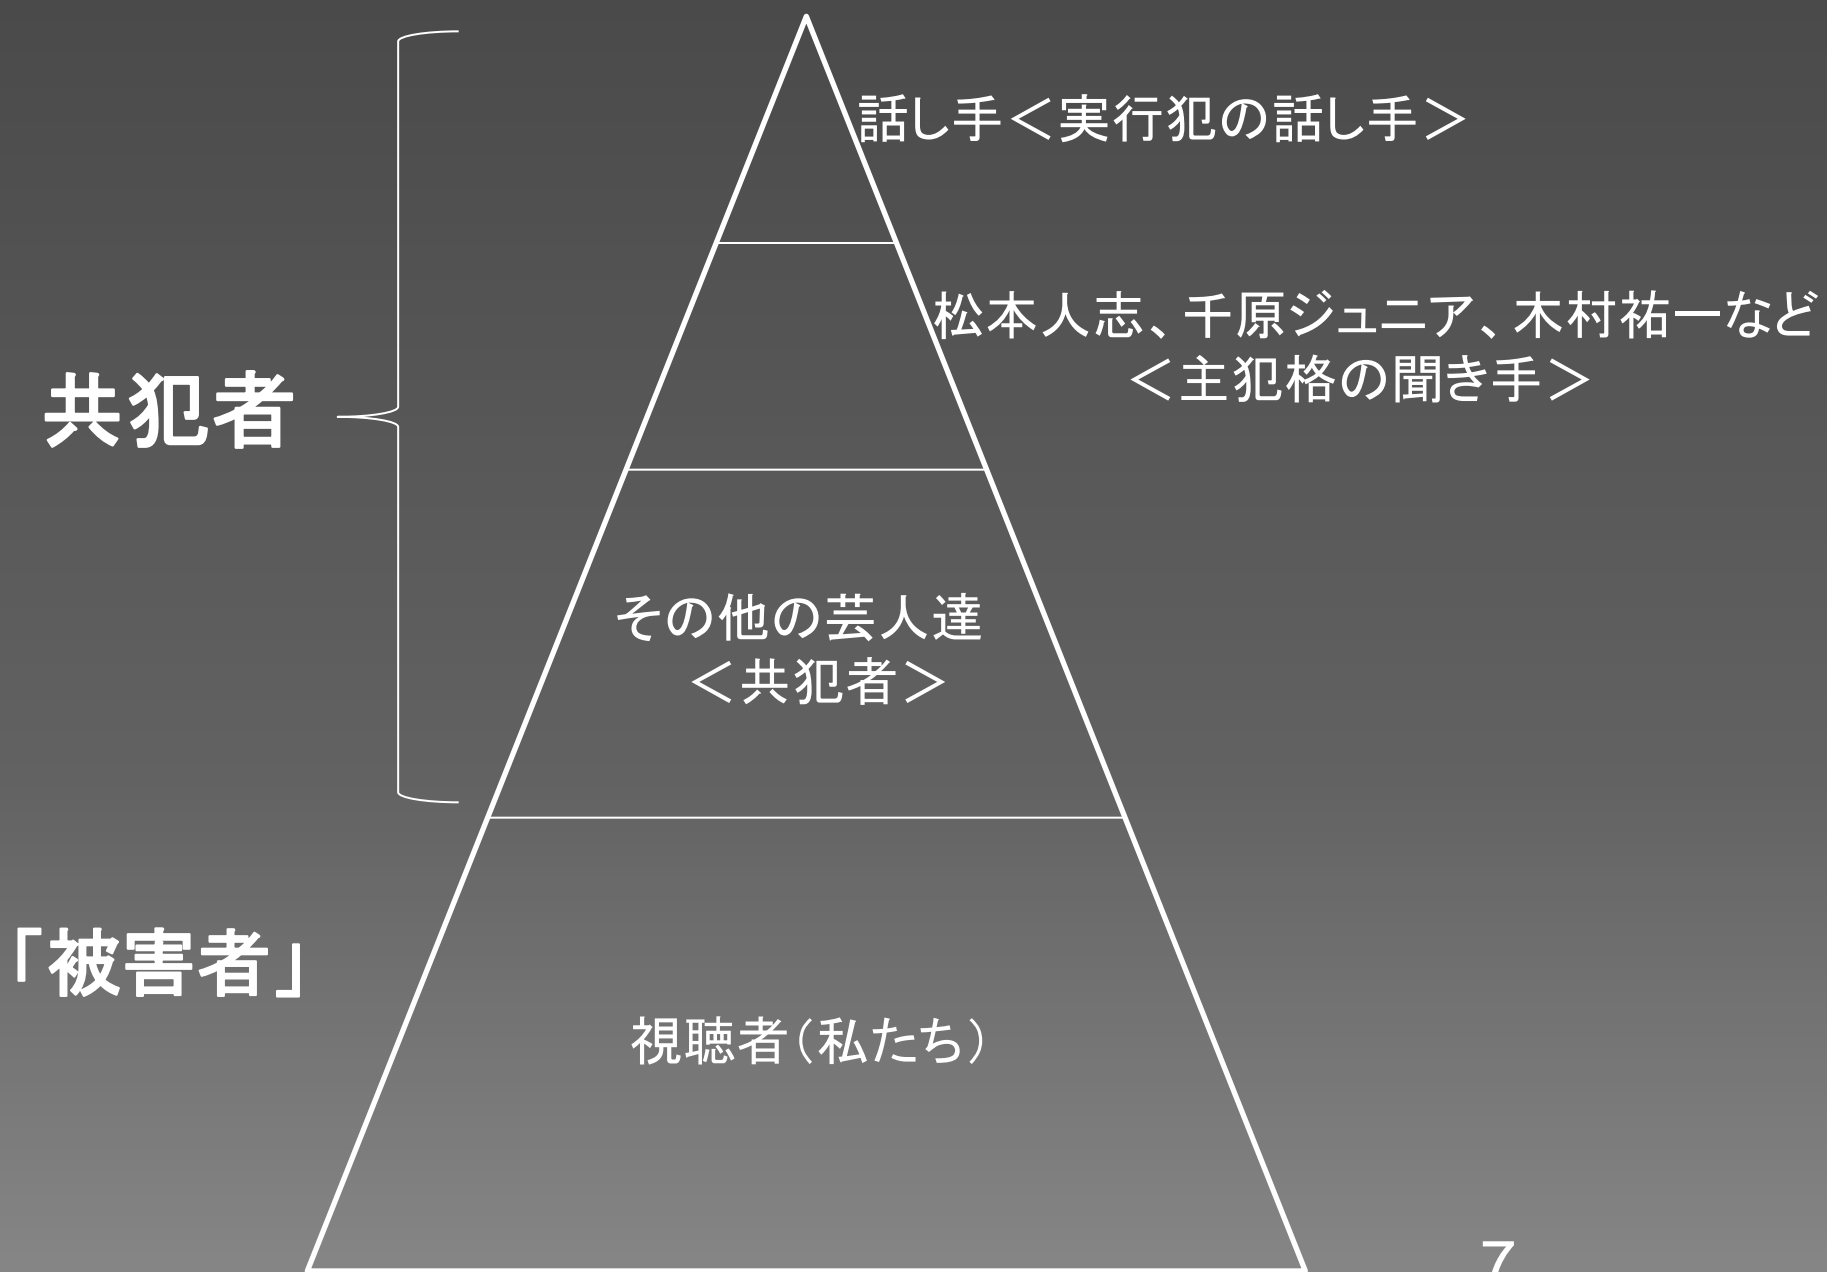 話し手＜実行犯の話し手＞
松本人志、千原ジュニア、木村祐一など
＜主犯格の聞き手＞
共犯者
その他の芸人達
＜共犯者＞
「被害者」
視聴者（私たち）
7